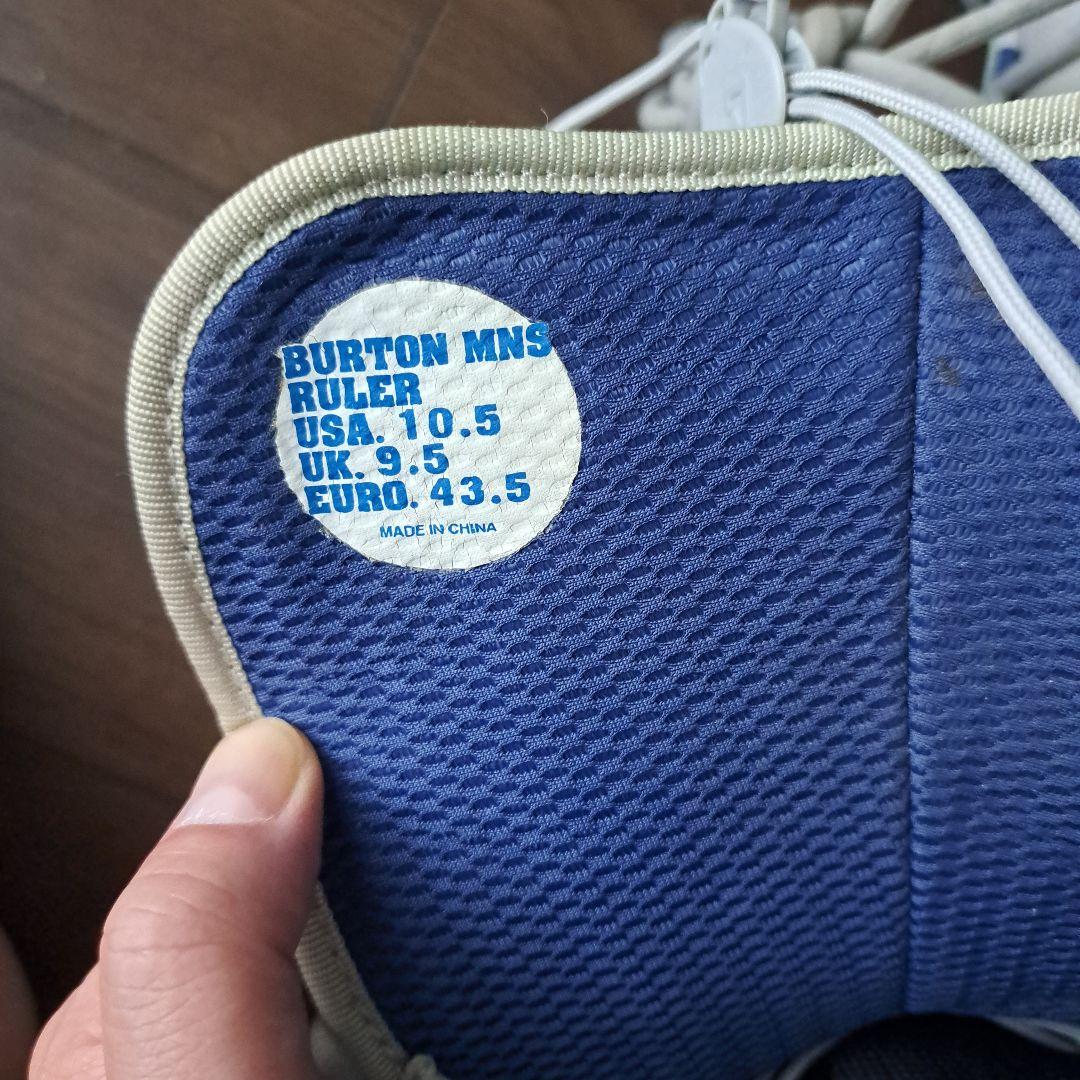 BURTON MNS
RULER
USA. 10.5
UK. 9.5
EURO. 43.5
MADE IN CHINA